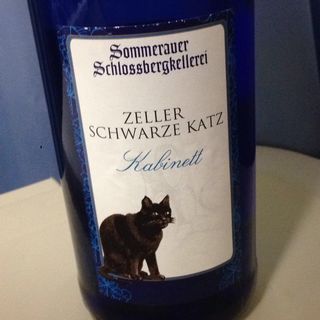 Sommerauer
Schlossbergkellerei
ZELLER
SCHWARZE KATZ
Kabinett